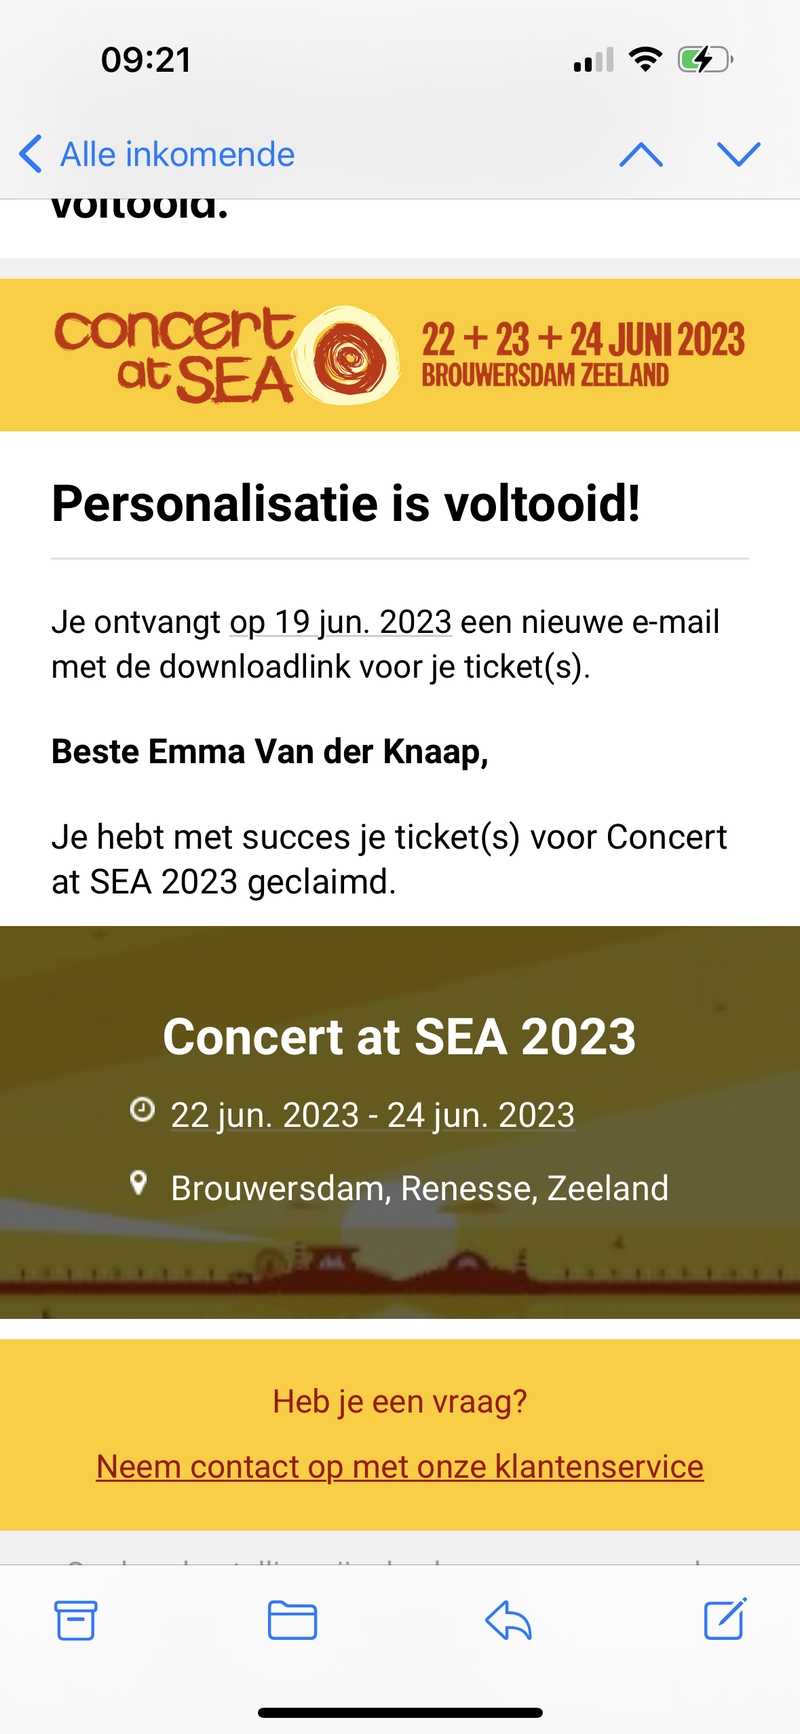 09:21
Alle inkomende
voltooid.
concert
at SEA
22 + 23 + 24 JUNI 2023
BROUWERSDAM ZEELAND
Personalisatie is voltooid!
Je ontvangt op 19 jun. 2023 een nieuwe e-mail
met de downloadlink voor je ticket(s).
Beste Emma Van der Knaap,
Je hebt met succes je ticket(s) voor Concert
at SEA 2023 geclaimd.
Concert at SEA 2023
22 jun. 2023 - 24 jun. 2023
Brouwersdam, Renesse, Zeeland
Heb je een vraag?
Neem contact op met onze klantenservice